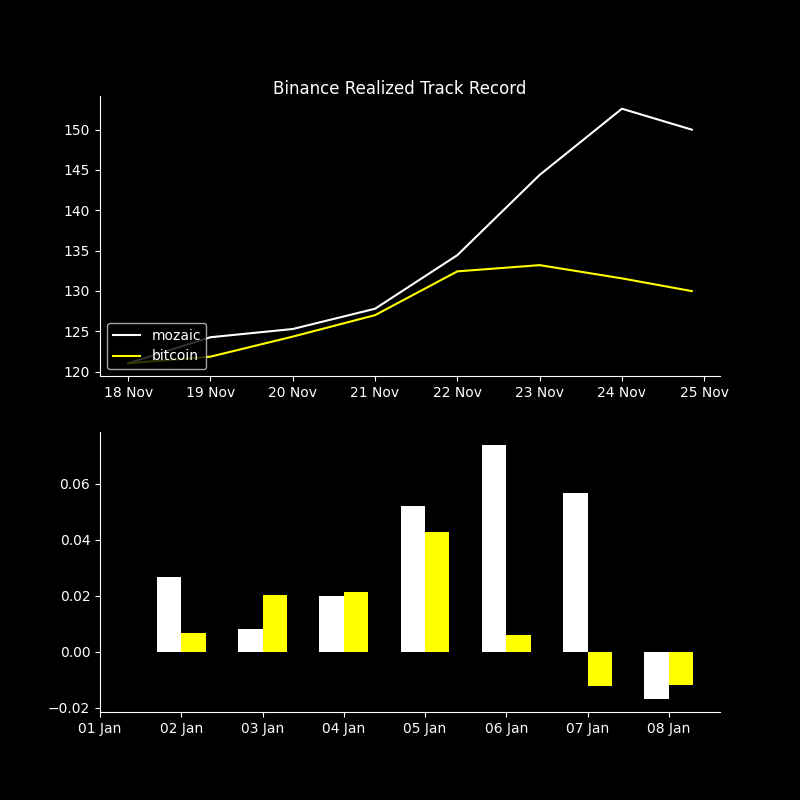 Binance Realized Track Record
150
145
140
135
130
125
120
mozaic
bitcoin
18 Nov 19 Nov 20 Nov 21 Nov 22 Nov 23 Nov 24 Nov 25 Nov
0.06
0.04
0.02
0.00
−0.02
01 Jan 02 Jan 03 Jan 04 Jan 05 Jan 06 Jan 07 Jan 08 Jan